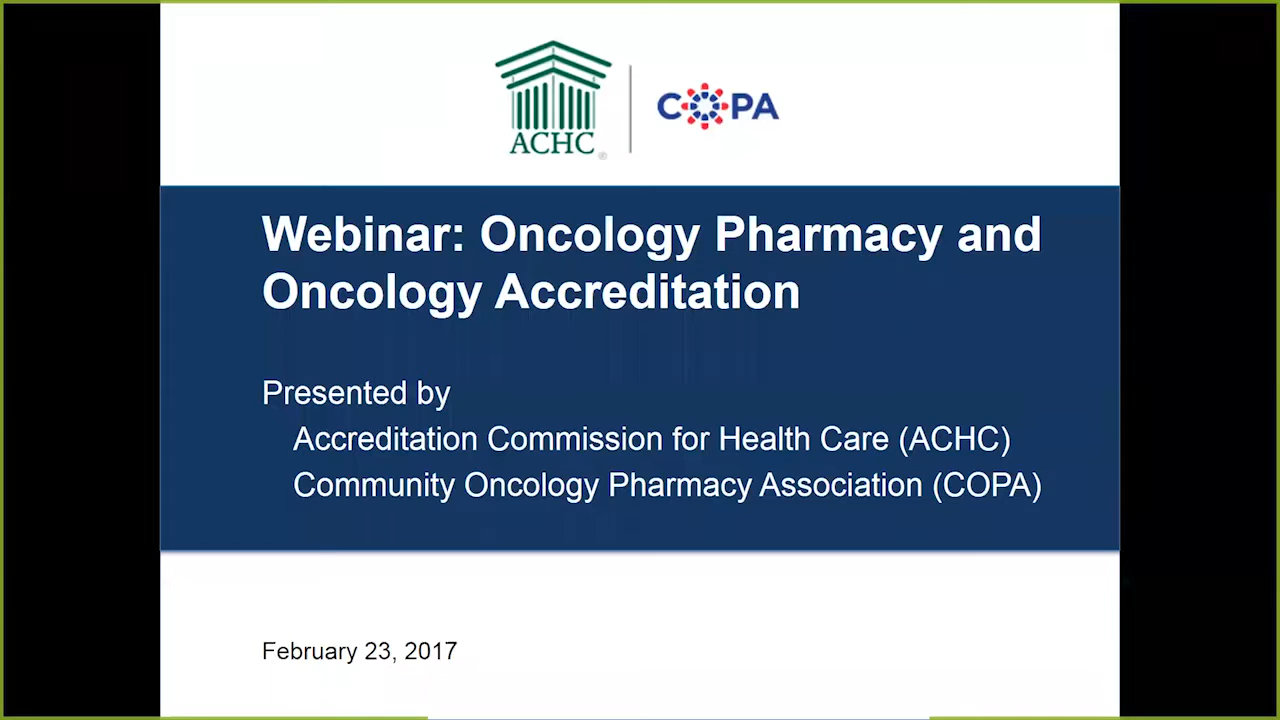 ACHC
®
COPA
Webinar: Oncology Pharmacy and
Oncology Accreditation
Presented by
Accreditation Commission for Health Care (ACHC)
Community Oncology Pharmacy Association (COPA)
February 23, 2017